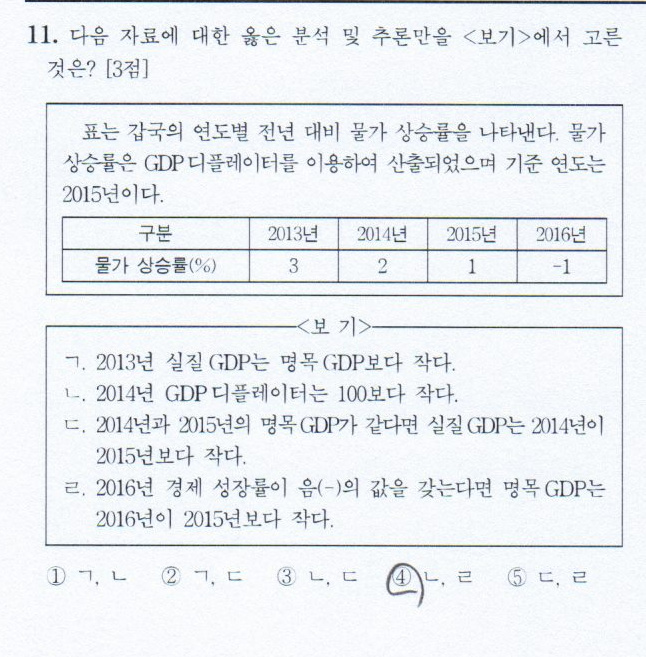 11. 다음 자료에 대한 옳은 분석 및 추론만을 <보기>에서 고른
것은? [3점]
표는 갑국의 연도별 전년 대비 물가 상승률을 나타낸다. 물가
상승률은 GDP 디플레이터를 이용하여 산출되었으며 기준 연도는
2015년이다.
구분 2013년 2014년 2015년 2016년
물가 상승률(%) 3 2 1 -1
<보 기>
ㄱ. 2013년 실질 GDP는 명목 GDP보다 작다.
ㄴ. 2014년 GDP 디플레이터는 100보다 작다.
ㄷ. 2014년과 2015년의 명목 GDP가 같다면 실질 GDP는 2014년이
2015년보다 작다.
ㄹ. 2016년 경제 성장률이 음(-)의 값을 갖는다면 명목 GDP는
2016년이 2015년보다 작다.
① ㄱ, ㄴ ② ㄱ, ㄷ ③ ㄴ, ㄷ ④ ㄴ, ㄹ ⑤ ㄷ, ㄹ